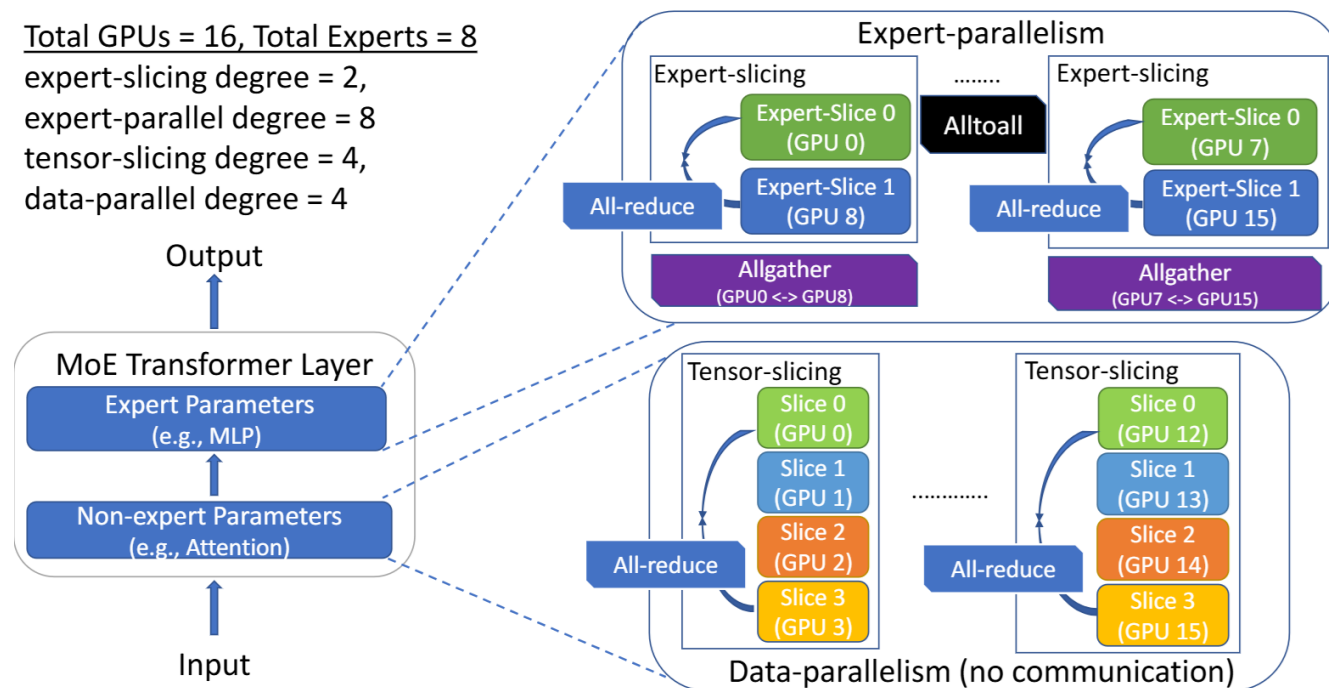 Total GPUs = 16, Total Experts = 8
expert-slicing degree = 2,
expert-parallel degree = 8
tensor-slicing degree = 4,
data-parallel degree = 4
Output
MoE Transformer Layer
Expert Parameters
(e.g., MLP)
Non-expert Parameters
(e.g., Attention)
Input
Expert-parallelism
Expert-slicing
Expert-Slice 0
(GPU 0)
Expert-Slice 1
(GPU 8)
All-reduce
Allgather
(GPU0 <-> GPU8)
........
Alltoall
Expert-slicing
Expert-Slice 0
(GPU 7)
Expert-Slice 1
(GPU 15)
All-reduce
Allgather
(GPU7 <-> GPU15)
Tensor-slicing
Slice 0
(GPU 0)
Slice 1
(GPU 1)
Slice 2
(GPU 2)
Slice 3
(GPU 3)
All-reduce
.............
Tensor-slicing
Slice 0
(GPU 12)
Slice 1
(GPU 13)
Slice 2
(GPU 14)
Slice 3
(GPU 15)
All-reduce
Data-parallelism (no communication)